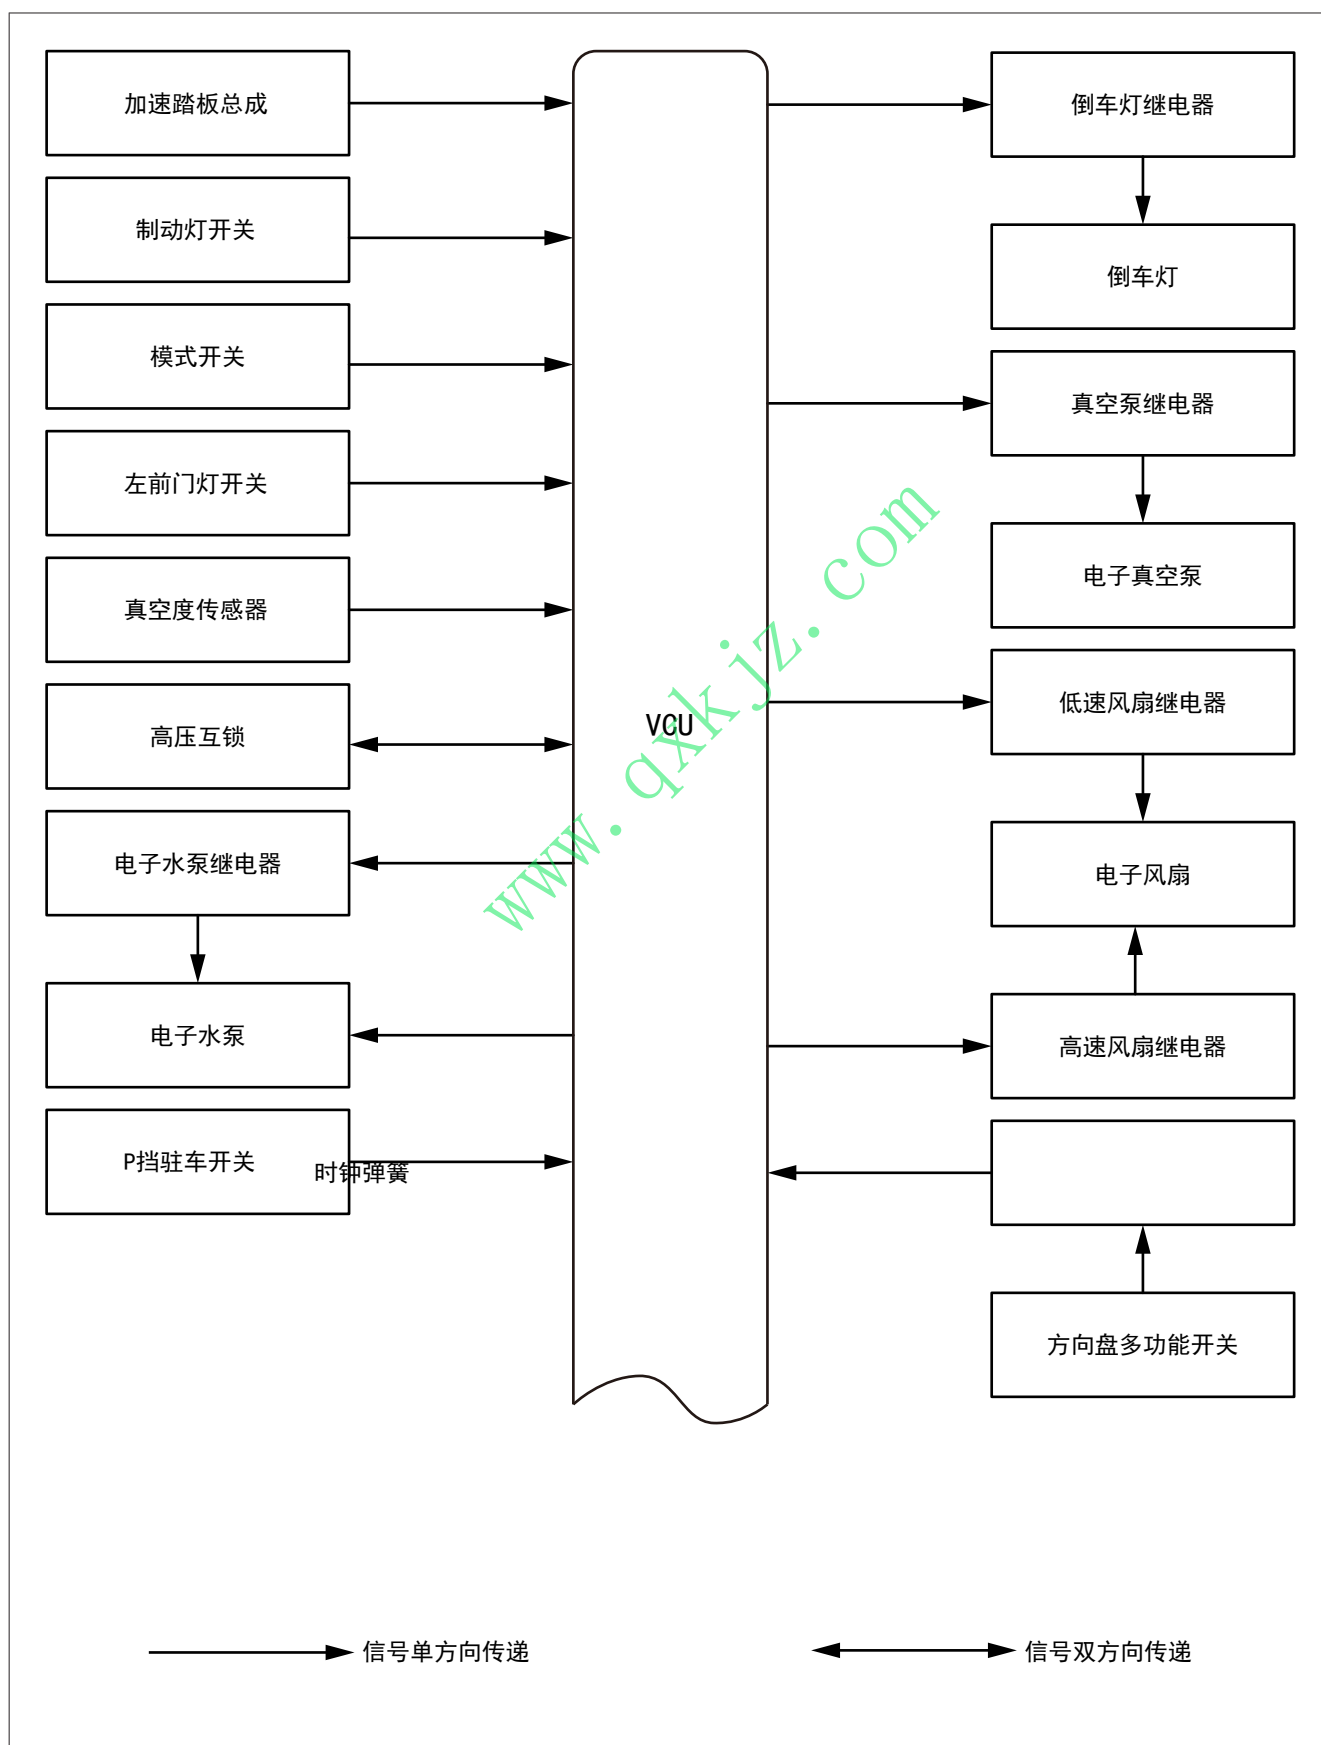 加速踏板总成
倒车灯继电器
制动灯开关
倒车灯
模式开关
真空泵继电器
左前门灯开关
电子真空泵
真空度传感器
低速风扇继电器
高压互锁
VCU
电子水泵继电器
电子风扇
电子水泵
高速风扇继电器
P挡驻车开关
时钟弹簧
方向盘多功能开关
信号单方向传递
信号双方向传递
www.qxkjz.com